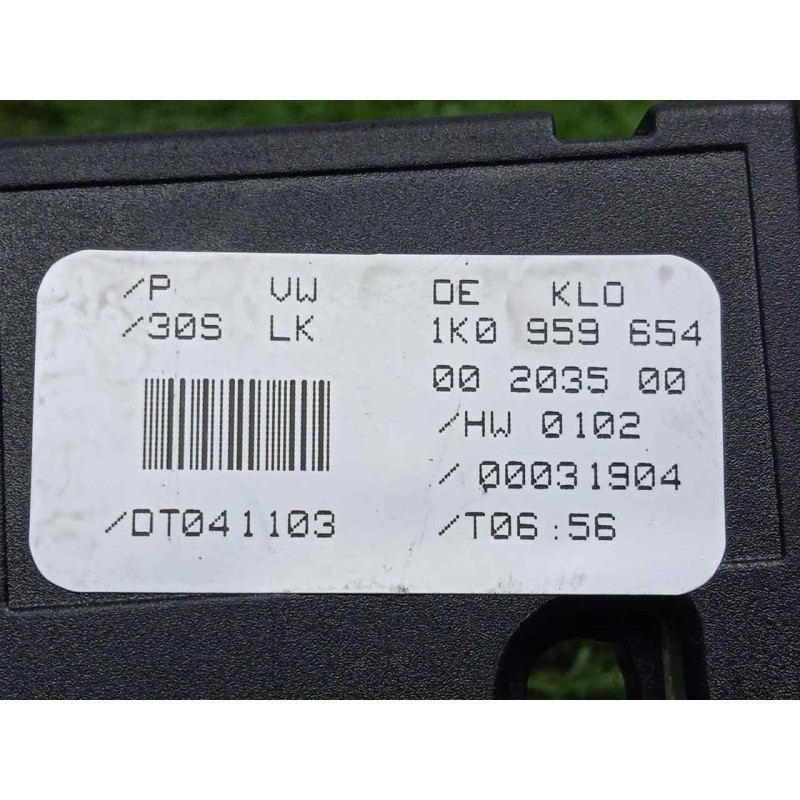 /P VW DE KLO
/30S LK 1K0 959 654
00 2035 00
/HW 0102
/00031904
/DT041103 /T06:56